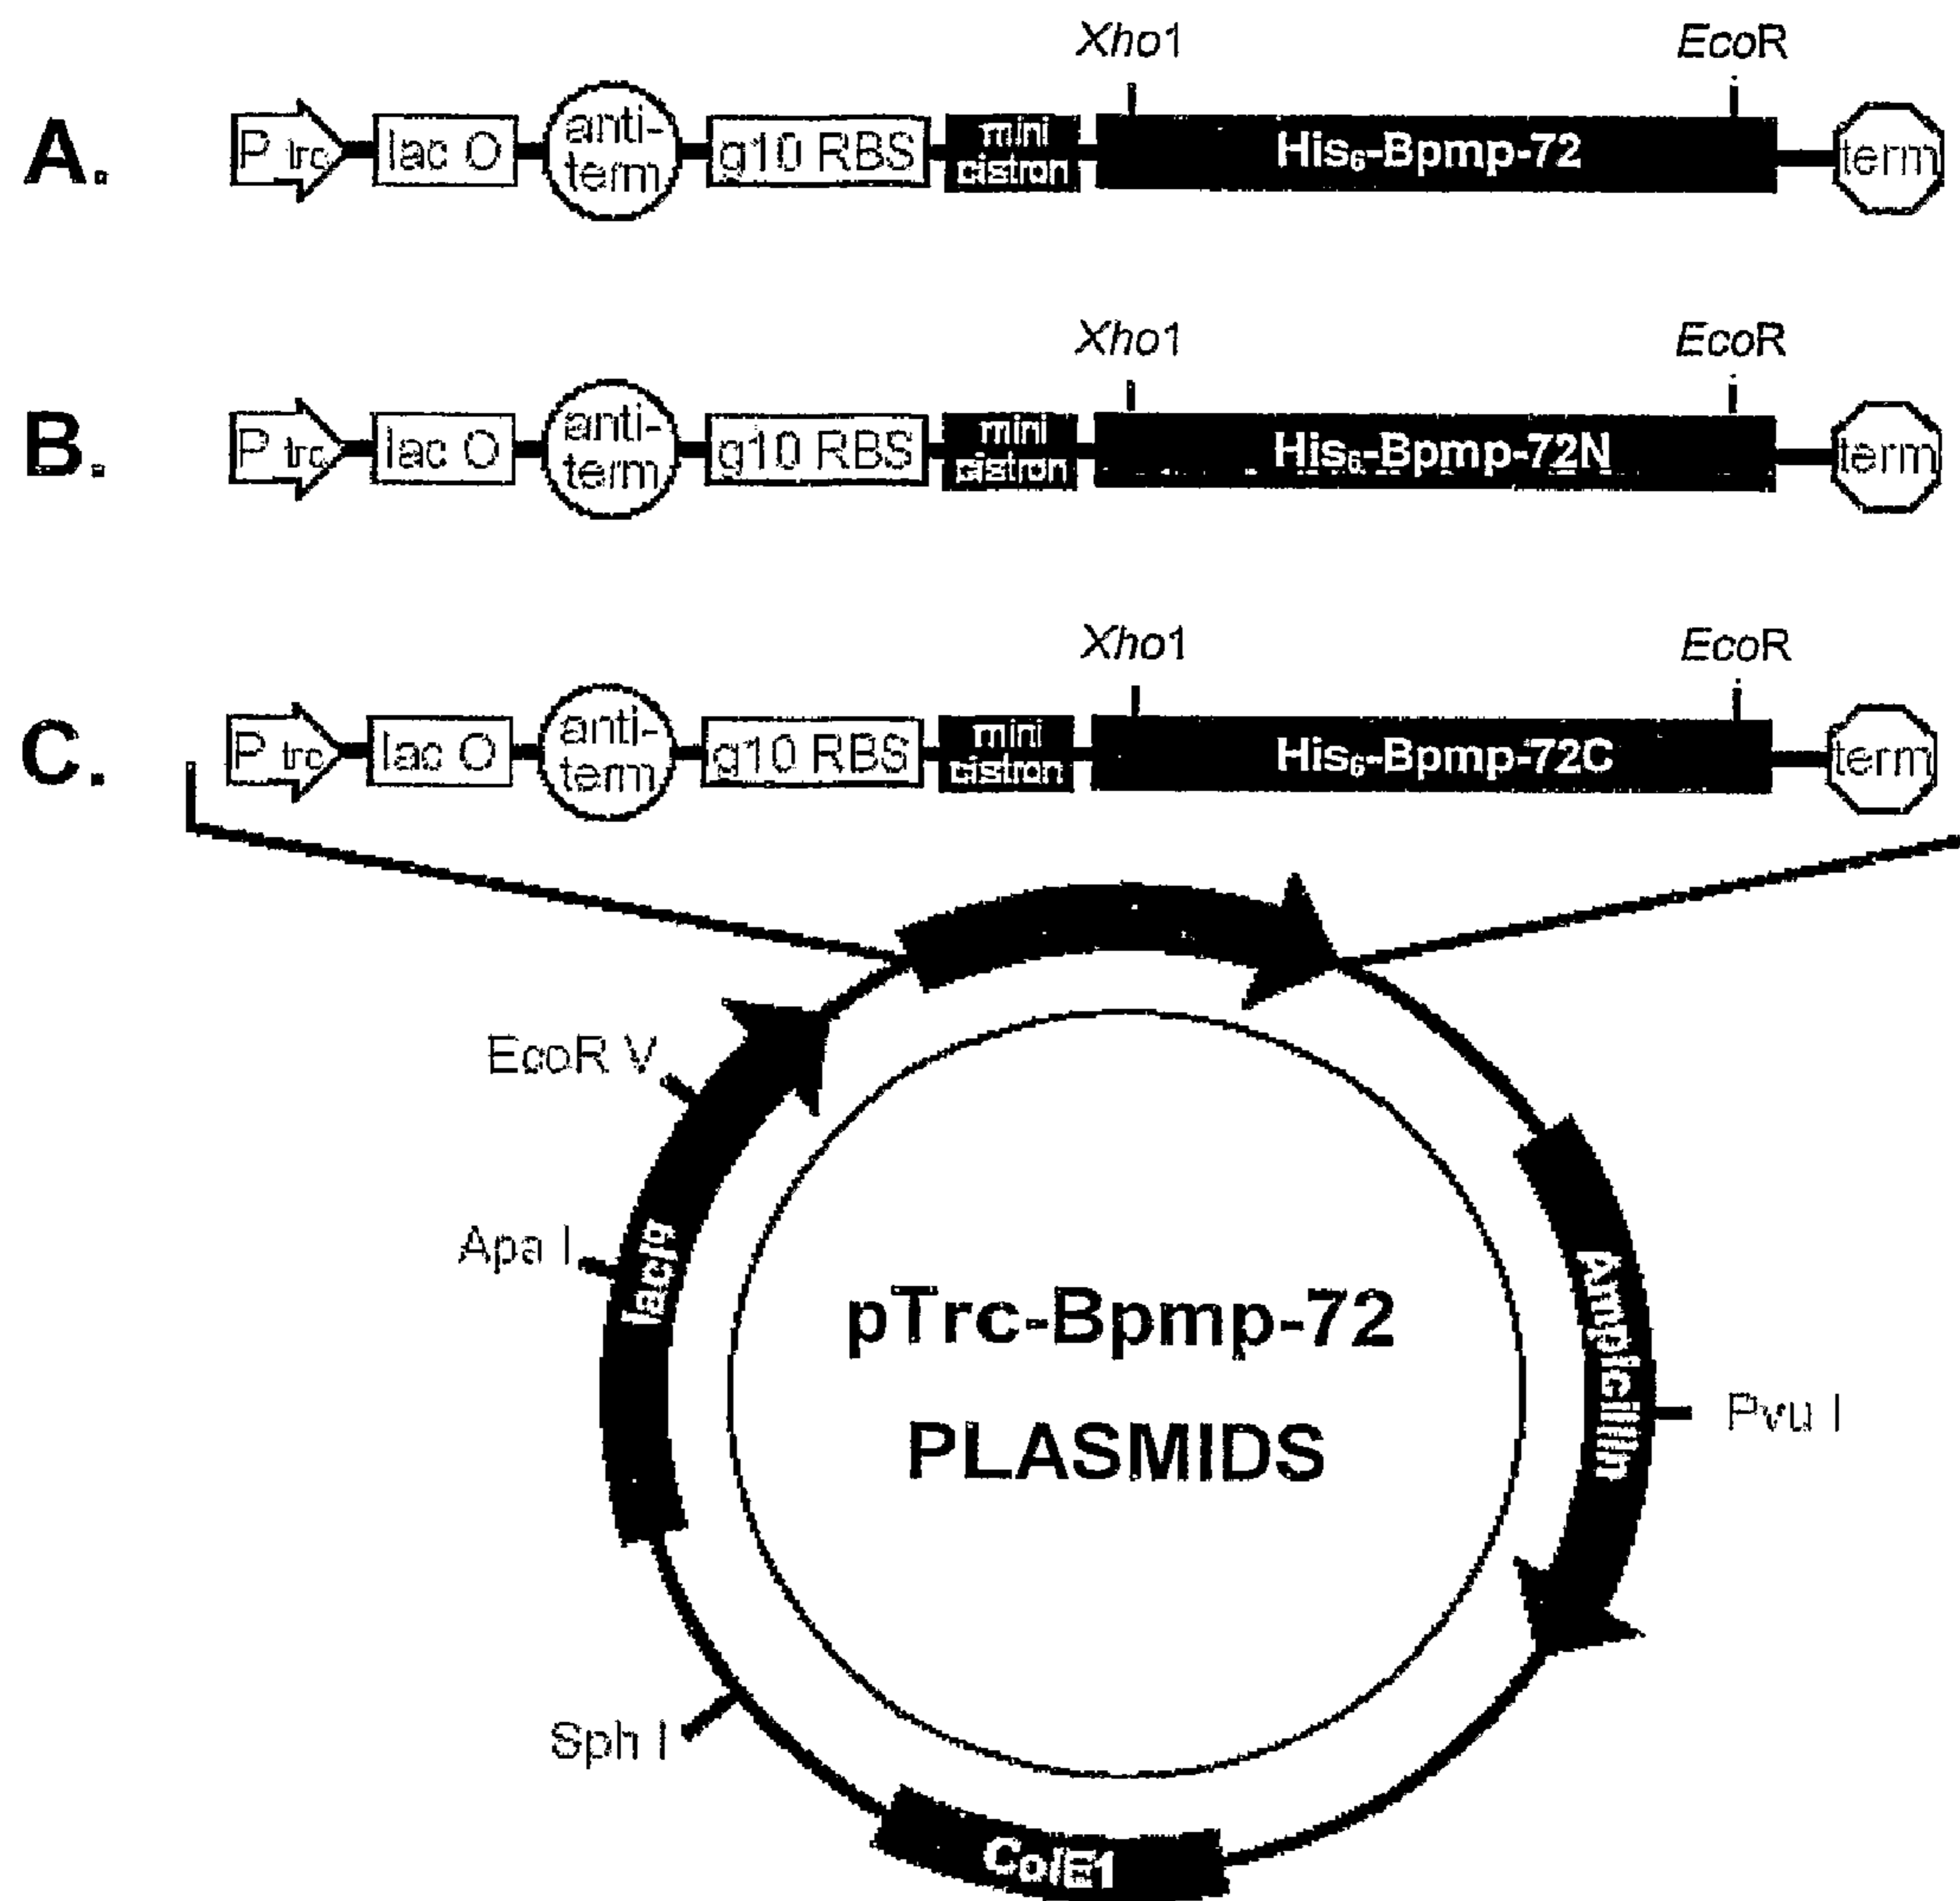 Xho1 EcoR
A. P trc lac O anti-term g10 RBS mini cistron His₆-Bpmp-72 term
Xho1 EcoR
B. P trc lac O anti-term g10 RBS mini cistron His₆-Bpmp-72N term
Xho1 EcoR
C. P trc lac O anti-term g10 RBS mini cistron His₆-Bpmp-72C term
EcoR V
Apa I
lacIq
pTrc-Bpmp-72
PLASMIDS
Ampicillin
Pvu I
Sph I
ColE1